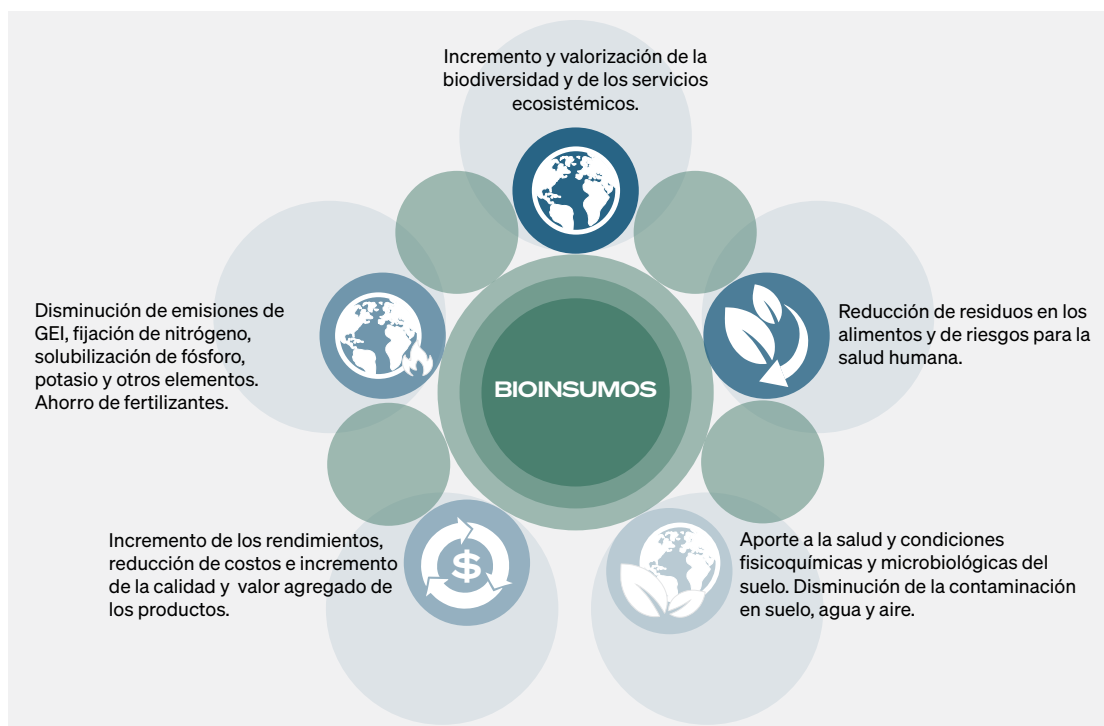 Incremento y valorización de la
biodiversidad y de los servicios
ecosistémicos.
Disminución de emisiones de
GEI, fijación de nitrógeno,
solubilización de fósforo,
potasio y otros elementos.
Ahorro de fertilizantes.
BIOINSUMOS
Reducción de residuos en los
alimentos y de riesgos para la
salud humana.
Incremento de los rendimientos,
reducción de costos e incremento
de la calidad y valor agregado de
los productos.
$
Aporte a la salud y condiciones
fisicoquímicas y microbiológicas del
suelo. Disminución de la contaminación
en suelo, agua y aire.